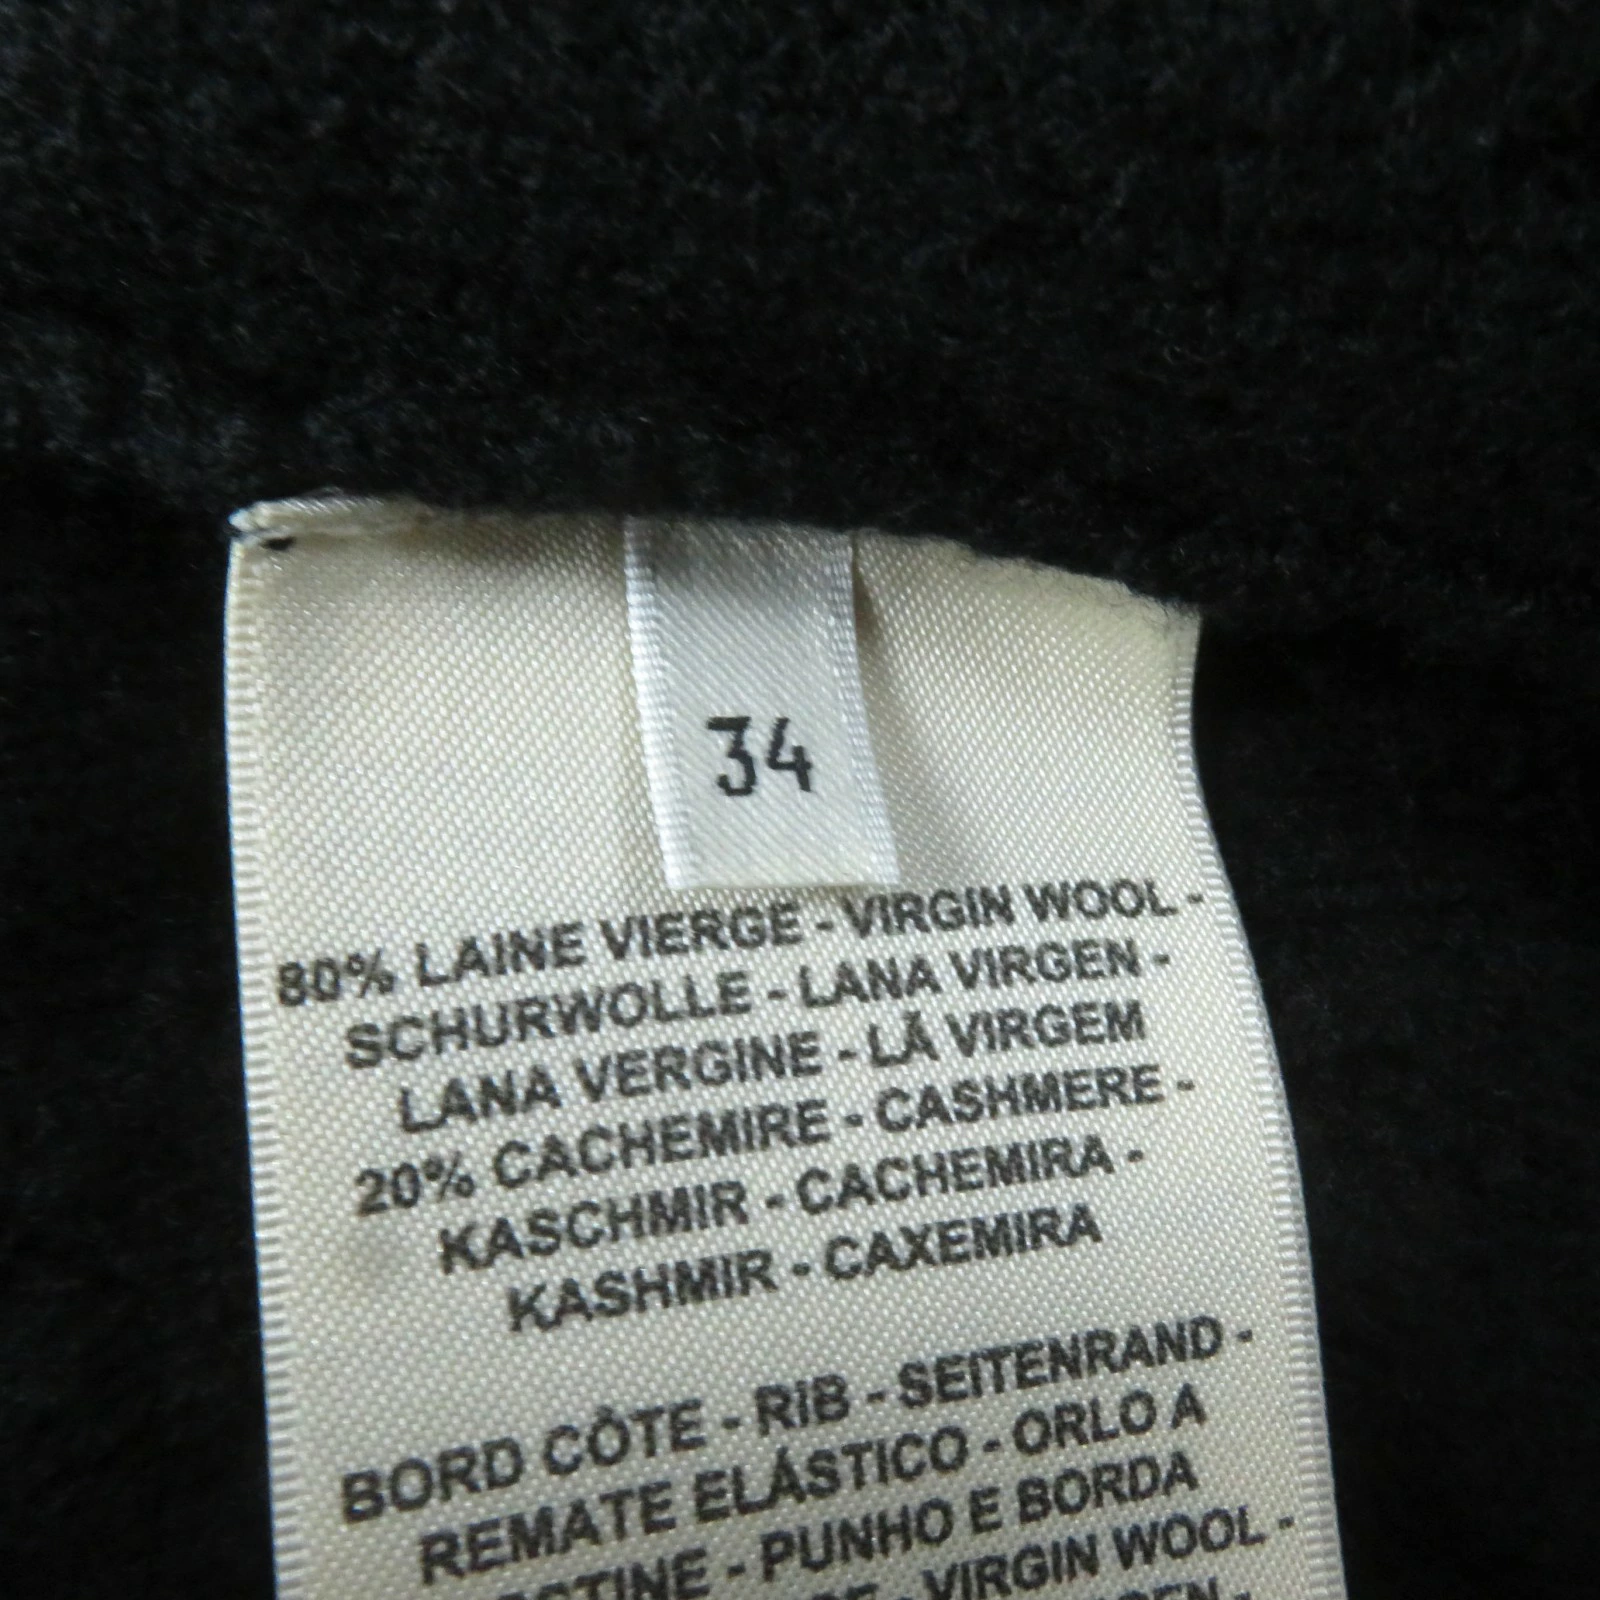 34
80% LAINE VIERGE - VIRGIN WOOL -
SCHURWOLLE - LANA VIRGEN -
LANA VERGINE - LÃ VIRGEM
20% CACHEMIRE - CASHMERE -
KASCHMIR - CACHEMIRA -
KASHMIR - CAXEMIRA
BORD CÔTE - RIB - SEITENRAND -
REMATE ELÁSTICO - ORLO A
PUNHO E BORDA
VIRGIN WOOL -